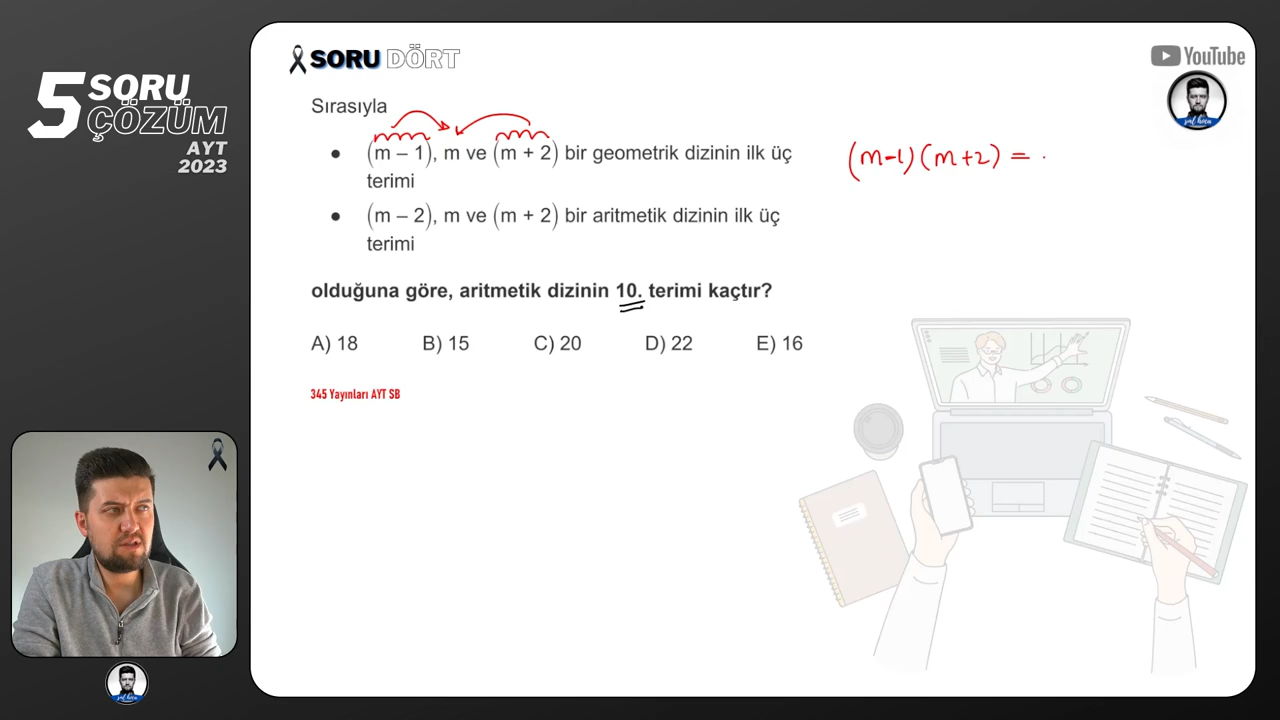 5 SORU
ÇÖZÜM
AYT
2023
SORU DÖRT
YouTube
Sırasıyla
• (m – 1), m ve (m + 2) bir geometrik dizinin ilk üç
terimi
(m-1)(m+2) =
• (m – 2), m ve (m + 2) bir aritmetik dizinin ilk üç
terimi
olduğuna göre, aritmetik dizinin 10. terimi kaçtır?
A) 18 B) 15 C) 20 D) 22 E) 16
345 Yayınları AYT SB